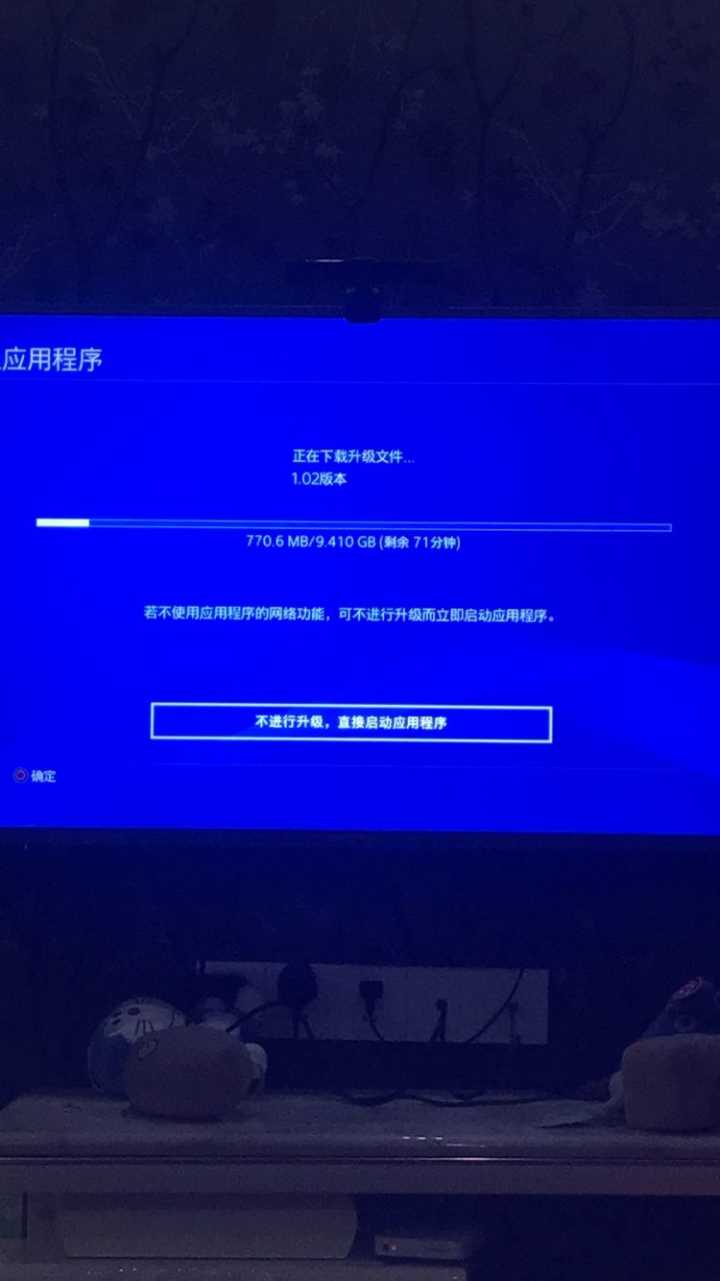 应用程序
正在下载升级文件...
1.02版本
770.6 MB/9.410 GB (剩余 71分钟)
若不使用应用程序的网络功能，可不进行升级而立即启动应用程序。
不进行升级，直接启动应用程序
确定